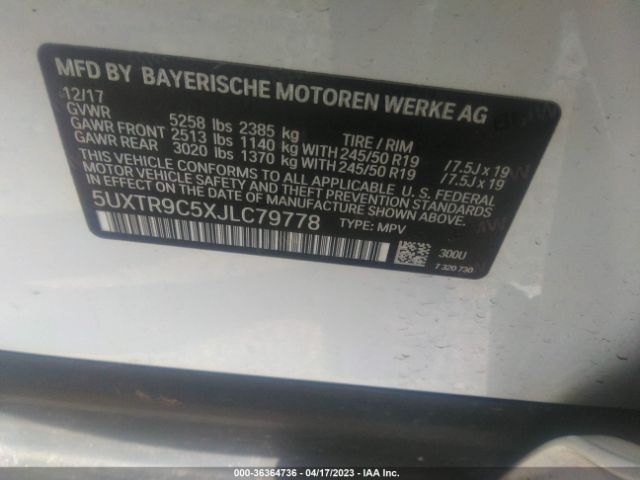 MFD BY BAYERISCHE MOTOREN WERKE AG
12/17
GVWR 5258 lbs 2385 kg TIRE / RIM
GAWR FRONT 2513 lbs 1140 kg WITH 245/50 R19 / 7.5J x 19
GAWR REAR 3020 lbs 1370 kg WITH 245/50 R19 / 7.5J x 19
THIS VEHICLE CONFORMS TO ALL APPLICABLE U. S. FEDERAL
MOTOR VEHICLE SAFETY, BUMPER, AND THEFT PREVENTION STANDARDS
IN EFFECT ON THE DATE OF MANUFACTURE SHOWN ABOVE.
5UXTR9C5XJLC79778 TYPE: MPV
300U
7 320 730
000-36364736 - 04/17/2023 - IAA Inc.